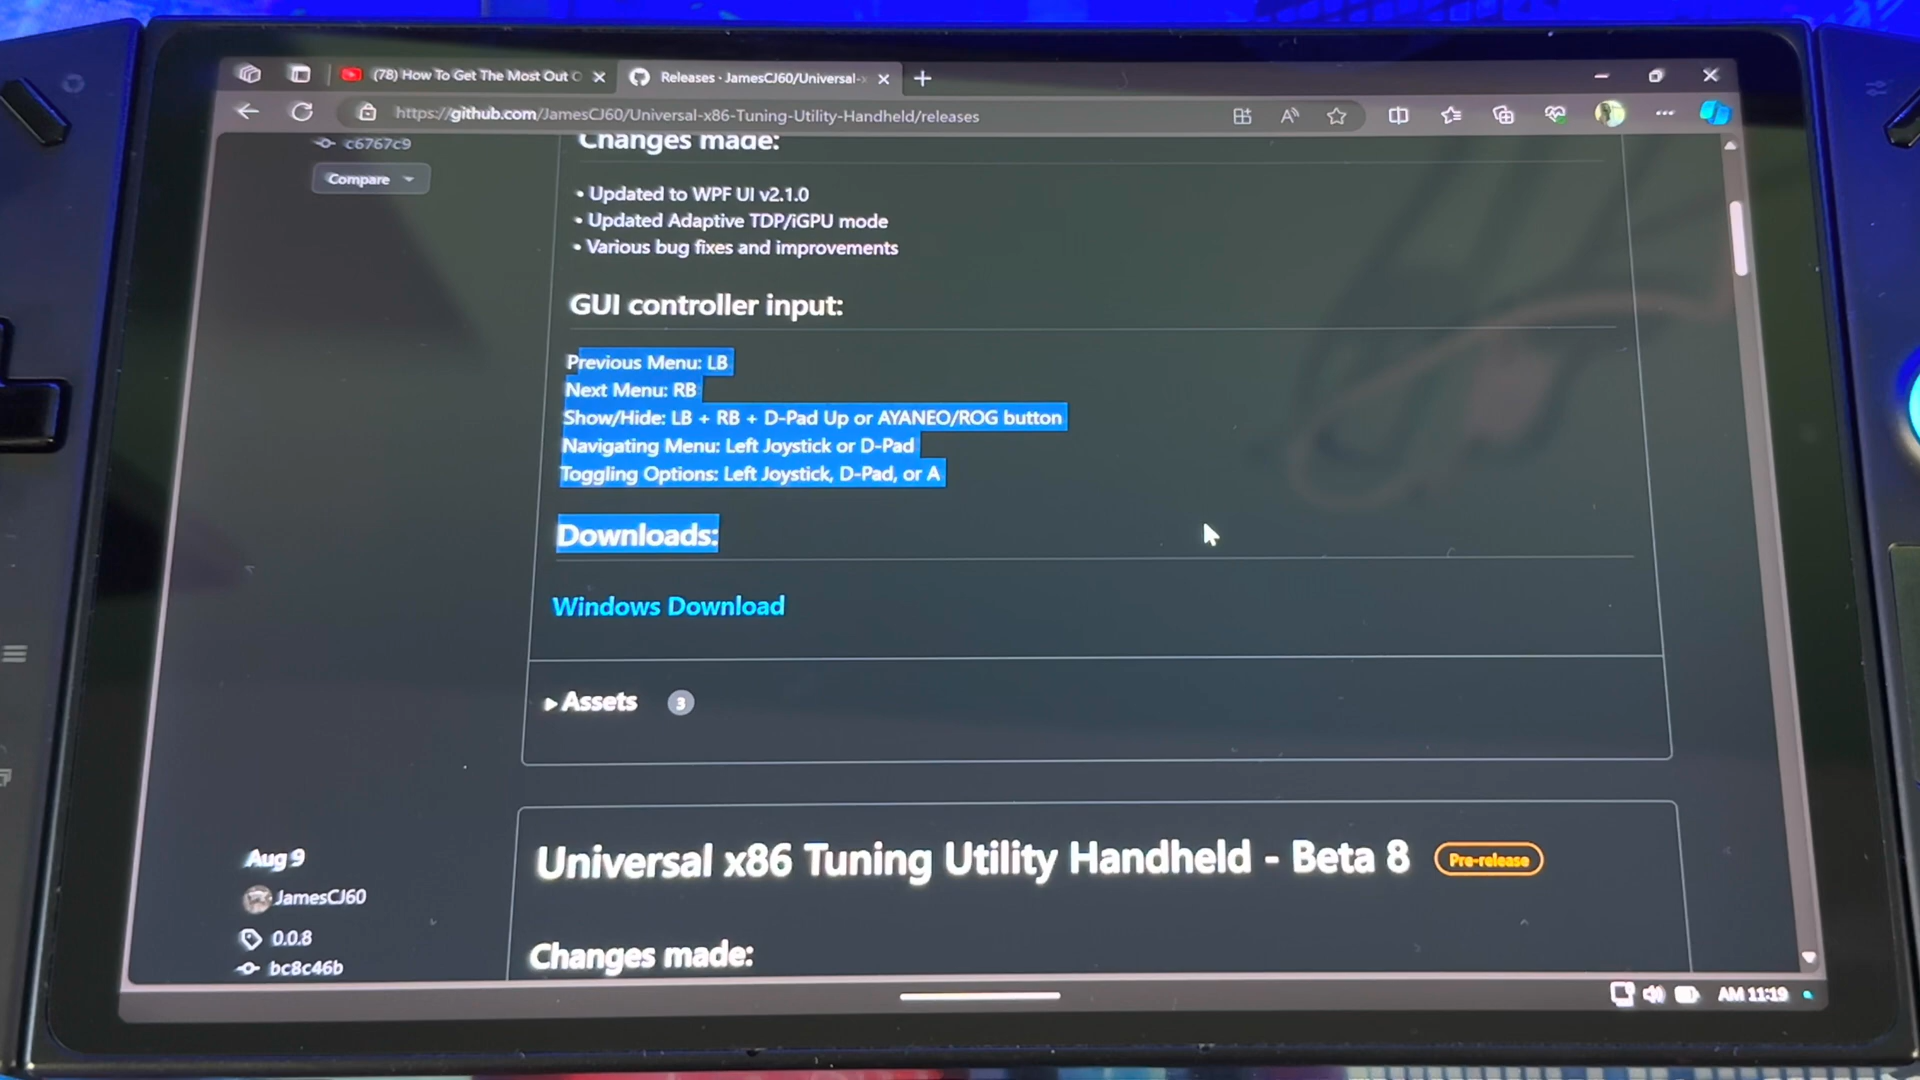 (78) How To Get The Most Out
Releases · JamesCJ60/Universal-
https://github.com/JamesCJ60/Universal-x86-Tuning-Utility-Handheld/releases
c6767c9
Compare
Changes made:
• Updated to WPF UI v2.1.0
• Updated Adaptive TDP/iGPU mode
• Various bug fixes and improvements
GUI controller input:
Previous Menu: LB
Next Menu: RB
Show/Hide: LB + RB + D-Pad Up or AYANEO/ROG button
Navigating Menu: Left Joystick or D-Pad
Toggling Options: Left Joystick, D-Pad, or A
Downloads:
Windows Download
Assets 3
Aug 9
JamesCJ60
0.0.8
bc8c46b
Universal x86 Tuning Utility Handheld - Beta 8 Pre-release
Changes made:
AM 11:19